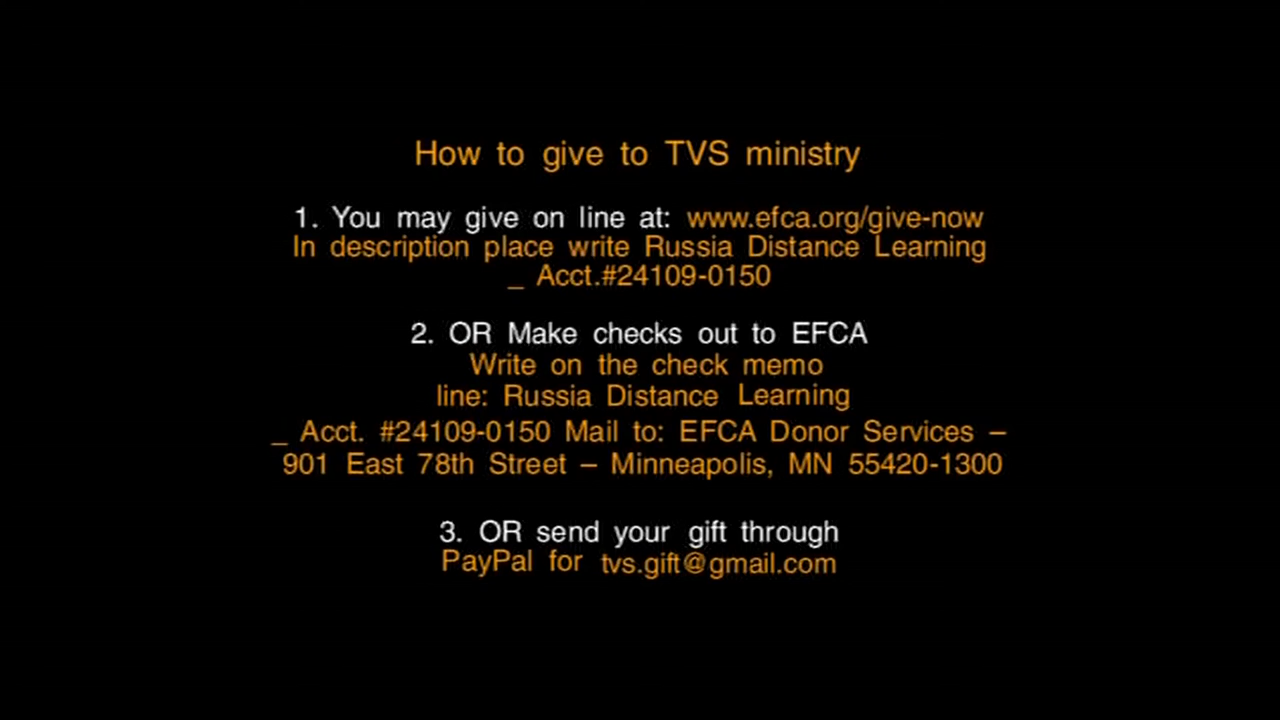 How to give to TVS ministry
1. You may give on line at: www.efca.org/give-now
In description place write Russia Distance Learning
_ Acct.#24109-0150
2. OR Make checks out to EFCA
Write on the check memo
line: Russia Distance Learning
_ Acct. #24109-0150 Mail to: EFCA Donor Services –
901 East 78th Street – Minneapolis, MN 55420-1300
3. OR send your gift through
PayPal for tvs.gift@gmail.com